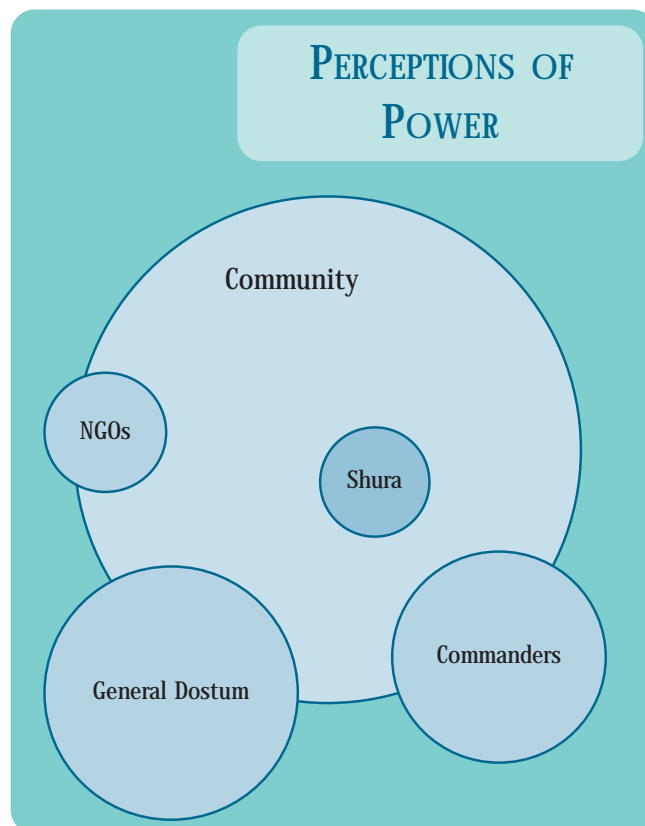 PERCEPTIONS OF
POWER
Community
NGOs
Shura
Commanders
General Dostum